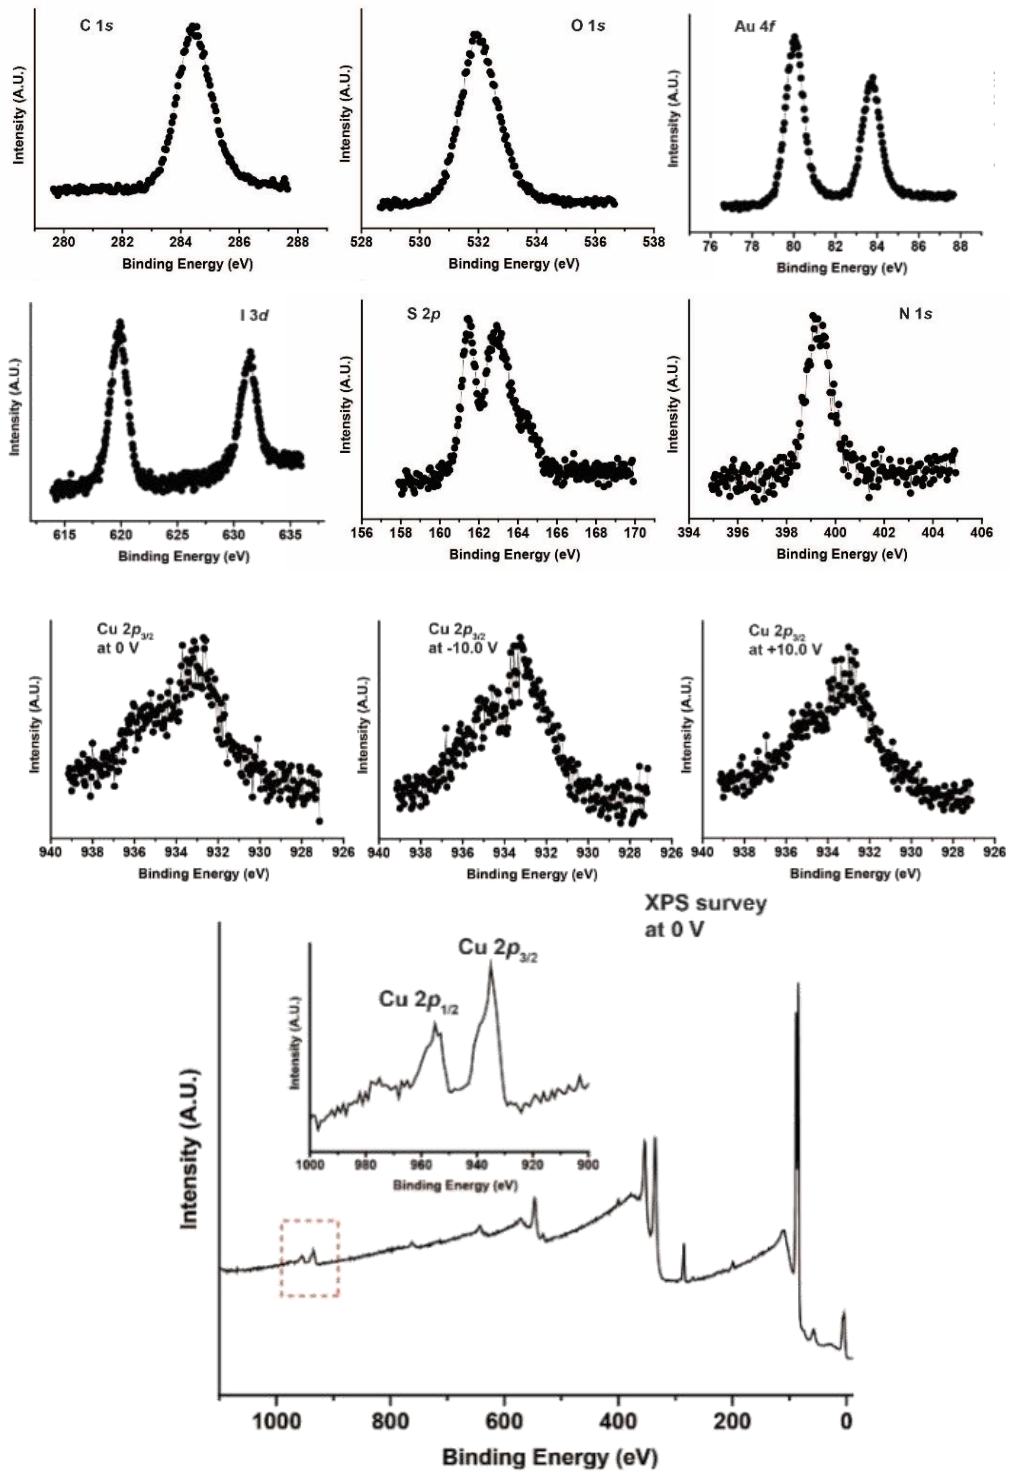 C 1s
Intensity (A.U.)
280 282 284 286 288
Binding Energy (eV)
O 1s
Intensity (A.U.)
528 530 532 534 536 538
Binding Energy (eV)
Au 4f
Intensity (A.U.)
76 78 80 82 84 86 88
Binding Energy (eV)
I 3d
Intensity (A.U.)
615 620 625 630 635
Binding Energy (eV)
S 2p
Intensity (A.U.)
156 158 160 162 164 166 168 170
Binding Energy (eV)
N 1s
Intensity (A.U.)
394 396 398 400 402 404 406
Binding Energy (eV)
Cu 2p3/2
at 0 V
Intensity (A.U.)
940 938 936 934 932 930 928 926
Binding Energy (eV)
Cu 2p3/2
at -10.0 V
Intensity (A.U.)
940 938 936 934 932 930 928 926
Binding Energy (eV)
Cu 2p3/2
at +10.0 V
Intensity (A.U.)
940 938 936 934 932 930 928 926
Binding Energy (eV)
XPS survey
at 0 V
Cu 2p3/2
Cu 2p1/2
Intensity (A.U.)
1000 980 960 940 920 900
Binding Energy (eV)
Intensity (A.U.)
1000 800 600 400 200 0
Binding Energy (eV)